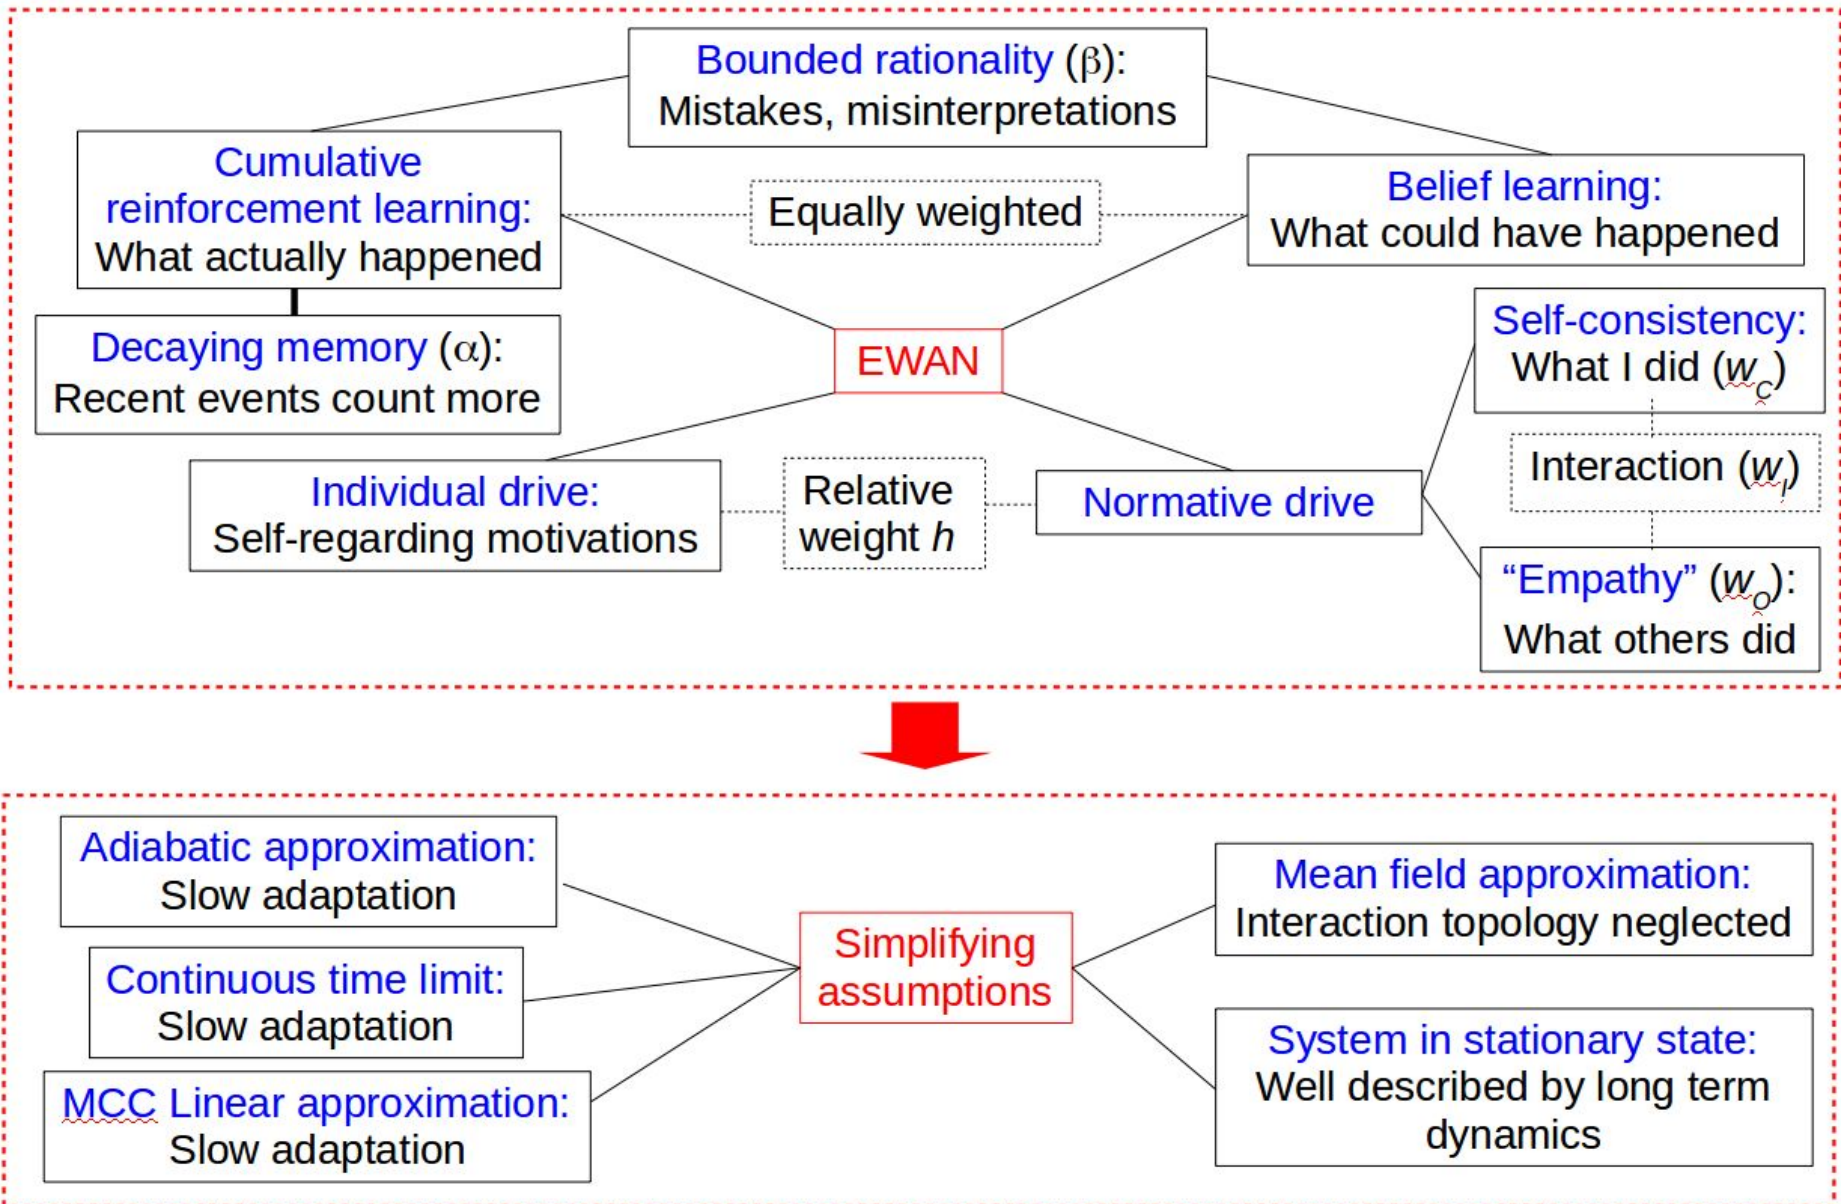 Bounded rationality (β):
Mistakes, misinterpretations
Cumulative
reinforcement learning:
What actually happened
Equally weighted
Belief learning:
What could have happened
Decaying memory (α):
Recent events count more
EWAN
Self-consistency:
What I did (w_C)
Interaction (w_I)
Individual drive:
Self-regarding motivations
Relative
weight h
Normative drive
“Empathy” (w_O):
What others did
Adiabatic approximation:
Slow adaptation
Continuous time limit:
Slow adaptation
MCC Linear approximation:
Slow adaptation
Simplifying
assumptions
Mean field approximation:
Interaction topology neglected
System in stationary state:
Well described by long term
dynamics